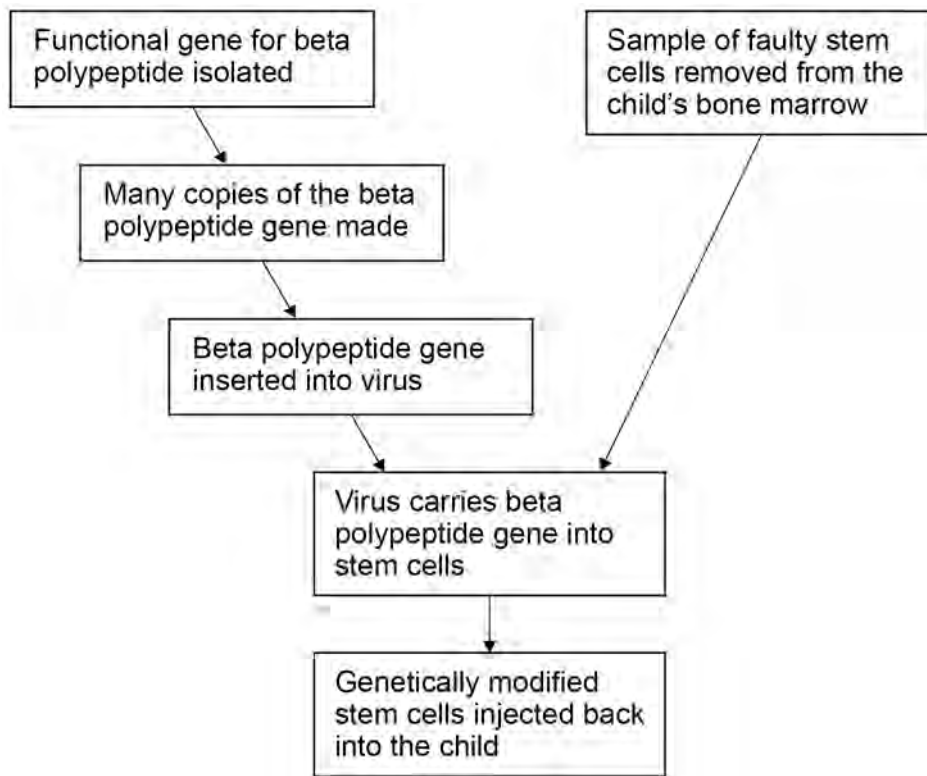 Functional gene for beta
polypeptide isolated
Sample of faulty stem
cells removed from the
child's bone marrow
Many copies of the beta
polypeptide gene made
Beta polypeptide gene
inserted into virus
Virus carries beta
polypeptide gene into
stem cells
Genetically modified
stem cells injected back
into the child